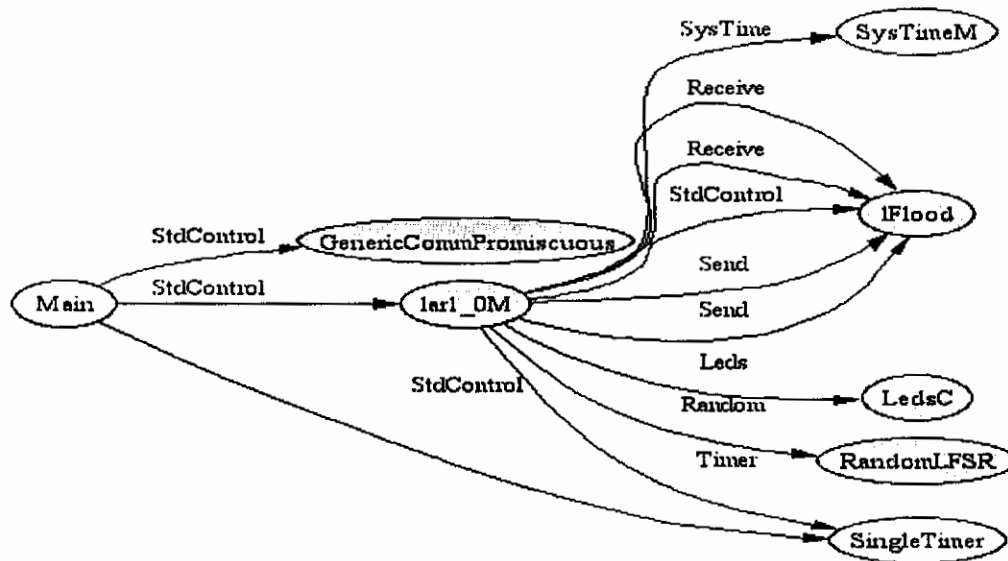 SysTime
SysTimeM
Receive
Receive
StdControl
lFlood
StdControl
GenericCommPromiscuous
Send
Main
StdControl
lar1_0M
Send
StdControl
Leds
LedsC
Random
Timer
RandomLFSR
SingleTimer